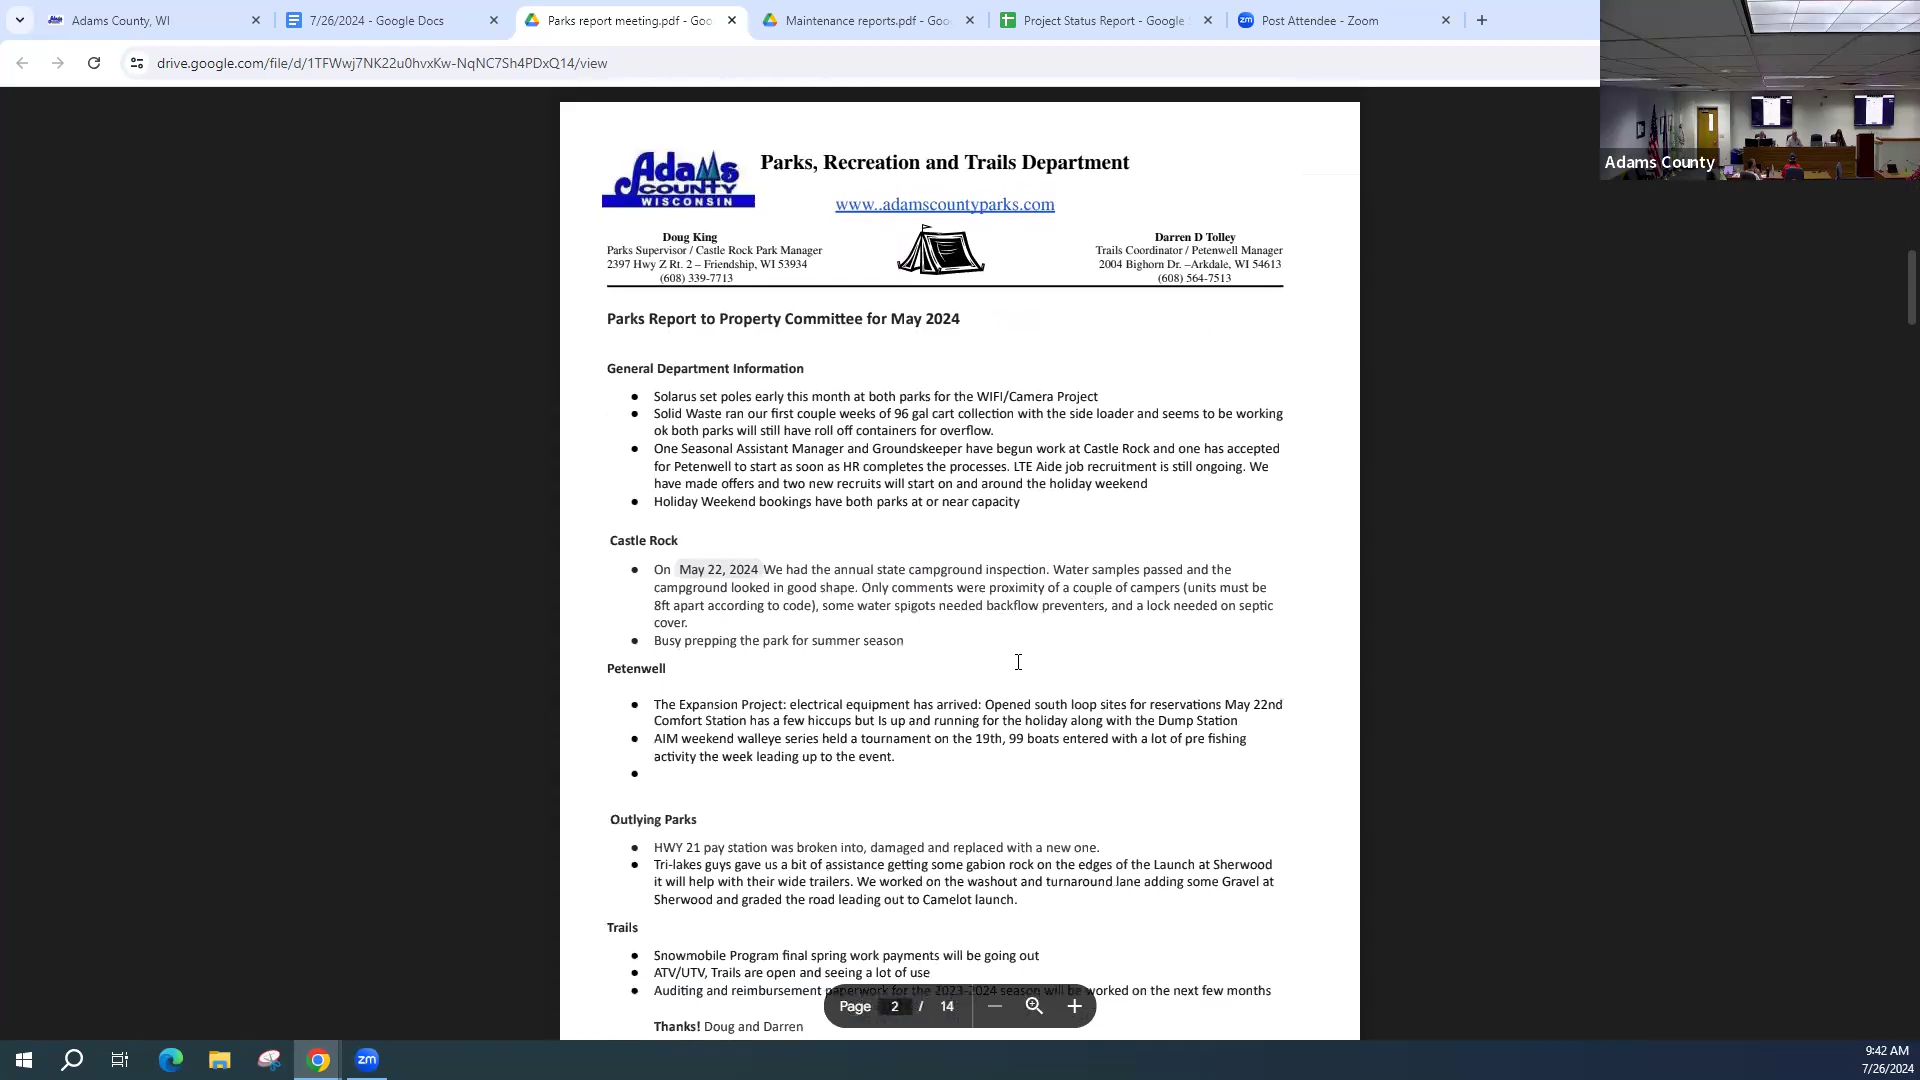 Adams County, WI
7/26/2024 - Google Docs
Parks report meeting.pdf - Goo
Maintenance reports.pdf - Goo
Project Status Report - Google S
zm Post Attendee - Zoom
drive.google.com/file/d/1TFWwj7NK22u0hvxKw-NqNC7Sh4PDxQ14/view
Adams County
Adams
COUNTY
WISCONSIN
Parks, Recreation and Trails Department
www..adamscountyparks.com
Doug King
Parks Supervisor / Castle Rock Park Manager
2397 Hwy Z Rt. 2 – Friendship, WI 53934
(608) 339-7713
Darren D Tolley
Trails Coordinator / Petenwell Manager
2004 Bighorn Dr. –Arkdale, WI 54613
(608) 564-7513
Parks Report to Property Committee for May 2024
General Department Information
● Solarus set poles early this month at both parks for the WIFI/Camera Project
● Solid Waste ran our first couple weeks of 96 gal cart collection with the side loader and seems to be working
ok both parks will still have roll off containers for overflow.
● One Seasonal Assistant Manager and Groundskeeper have begun work at Castle Rock and one has accepted
for Petenwell to start as soon as HR completes the processes. LTE Aide job recruitment is still ongoing. We
have made offers and two new recruits will start on and around the holiday weekend
● Holiday Weekend bookings have both parks at or near capacity
Castle Rock
● On May 22, 2024 We had the annual state campground inspection. Water samples passed and the
campground looked in good shape. Only comments were proximity of a couple of campers (units must be
8ft apart according to code), some water spigots needed backflow preventers, and a lock needed on septic
cover.
● Busy prepping the park for summer season
Petenwell
● The Expansion Project: electrical equipment has arrived: Opened south loop sites for reservations May 22nd
Comfort Station has a few hiccups but Is up and running for the holiday along with the Dump Station
● AIM weekend walleye series held a tournament on the 19th, 99 boats entered with a lot of pre fishing
activity the week leading up to the event.
●
Outlying Parks
● HWY 21 pay station was broken into, damaged and replaced with a new one.
● Tri-lakes guys gave us a bit of assistance getting some gabion rock on the edges of the Launch at Sherwood
it will help with their wide trailers. We worked on the washout and turnaround lane adding some Gravel at
Sherwood and graded the road leading out to Camelot launch.
Trails
● Snowmobile Program final spring work payments will be going out
● ATV/UTV, Trails are open and seeing a lot of use
● Auditing and reimbursement paperwork for the 2023-2024 season will be worked on the next few months
Page 2 / 14
Thanks! Doug and Darren
zm
9:42 AM
7/26/2024